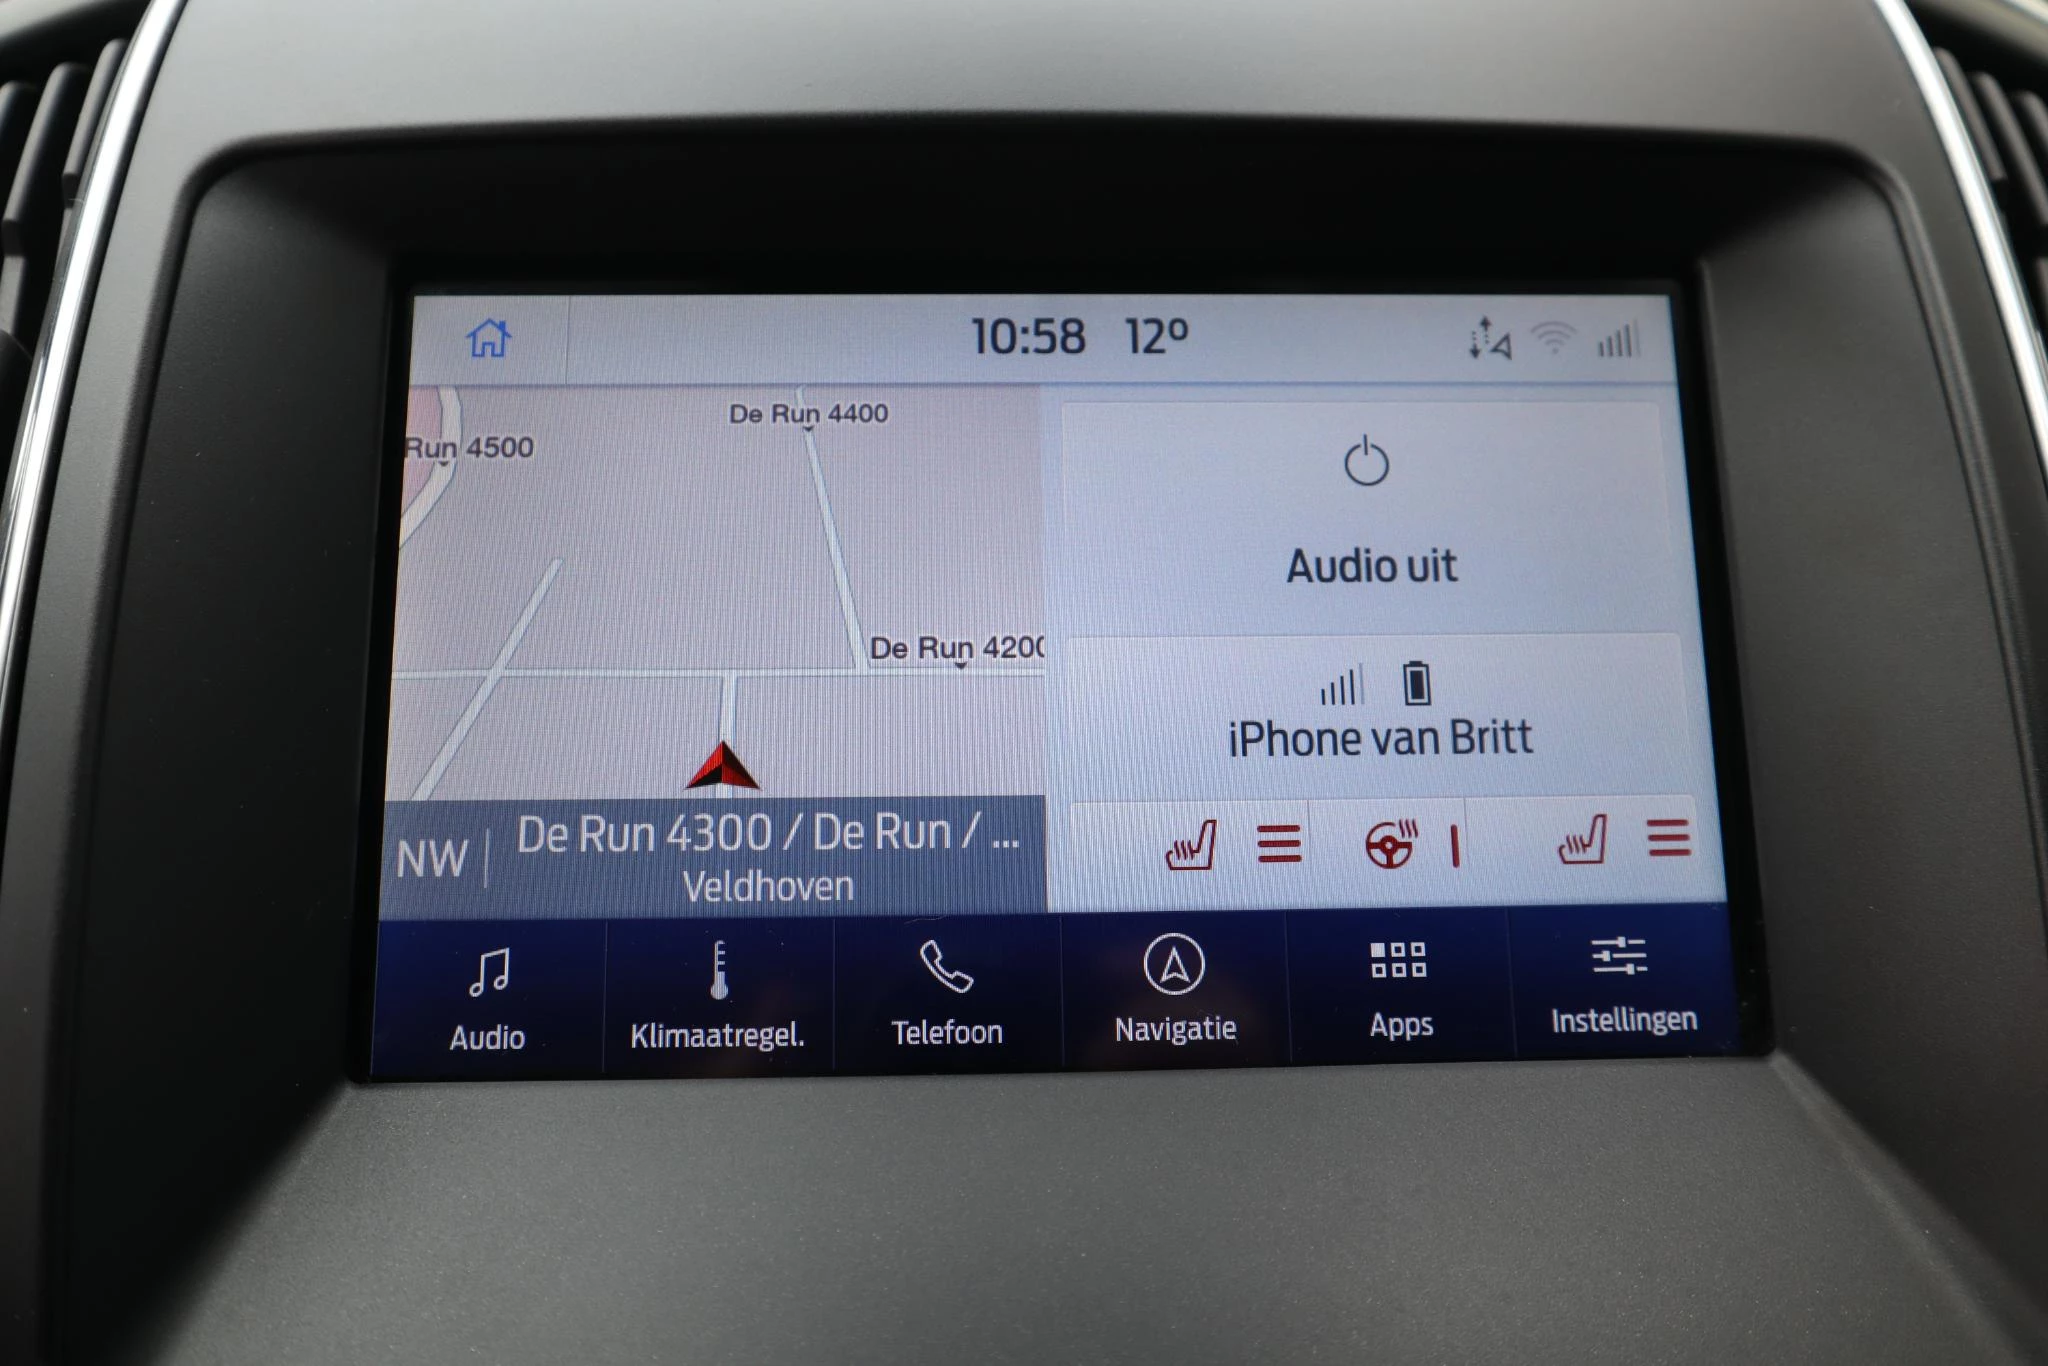 10:58 12º
De Run 4400
Run 4500
De Run 420
De Run 4300 / De Run / ...
NW
Veldhoven
Audio uit
iPhone van Britt
Audio
Klimaatregel.
Telefoon
Navigatie
Apps
Instellingen